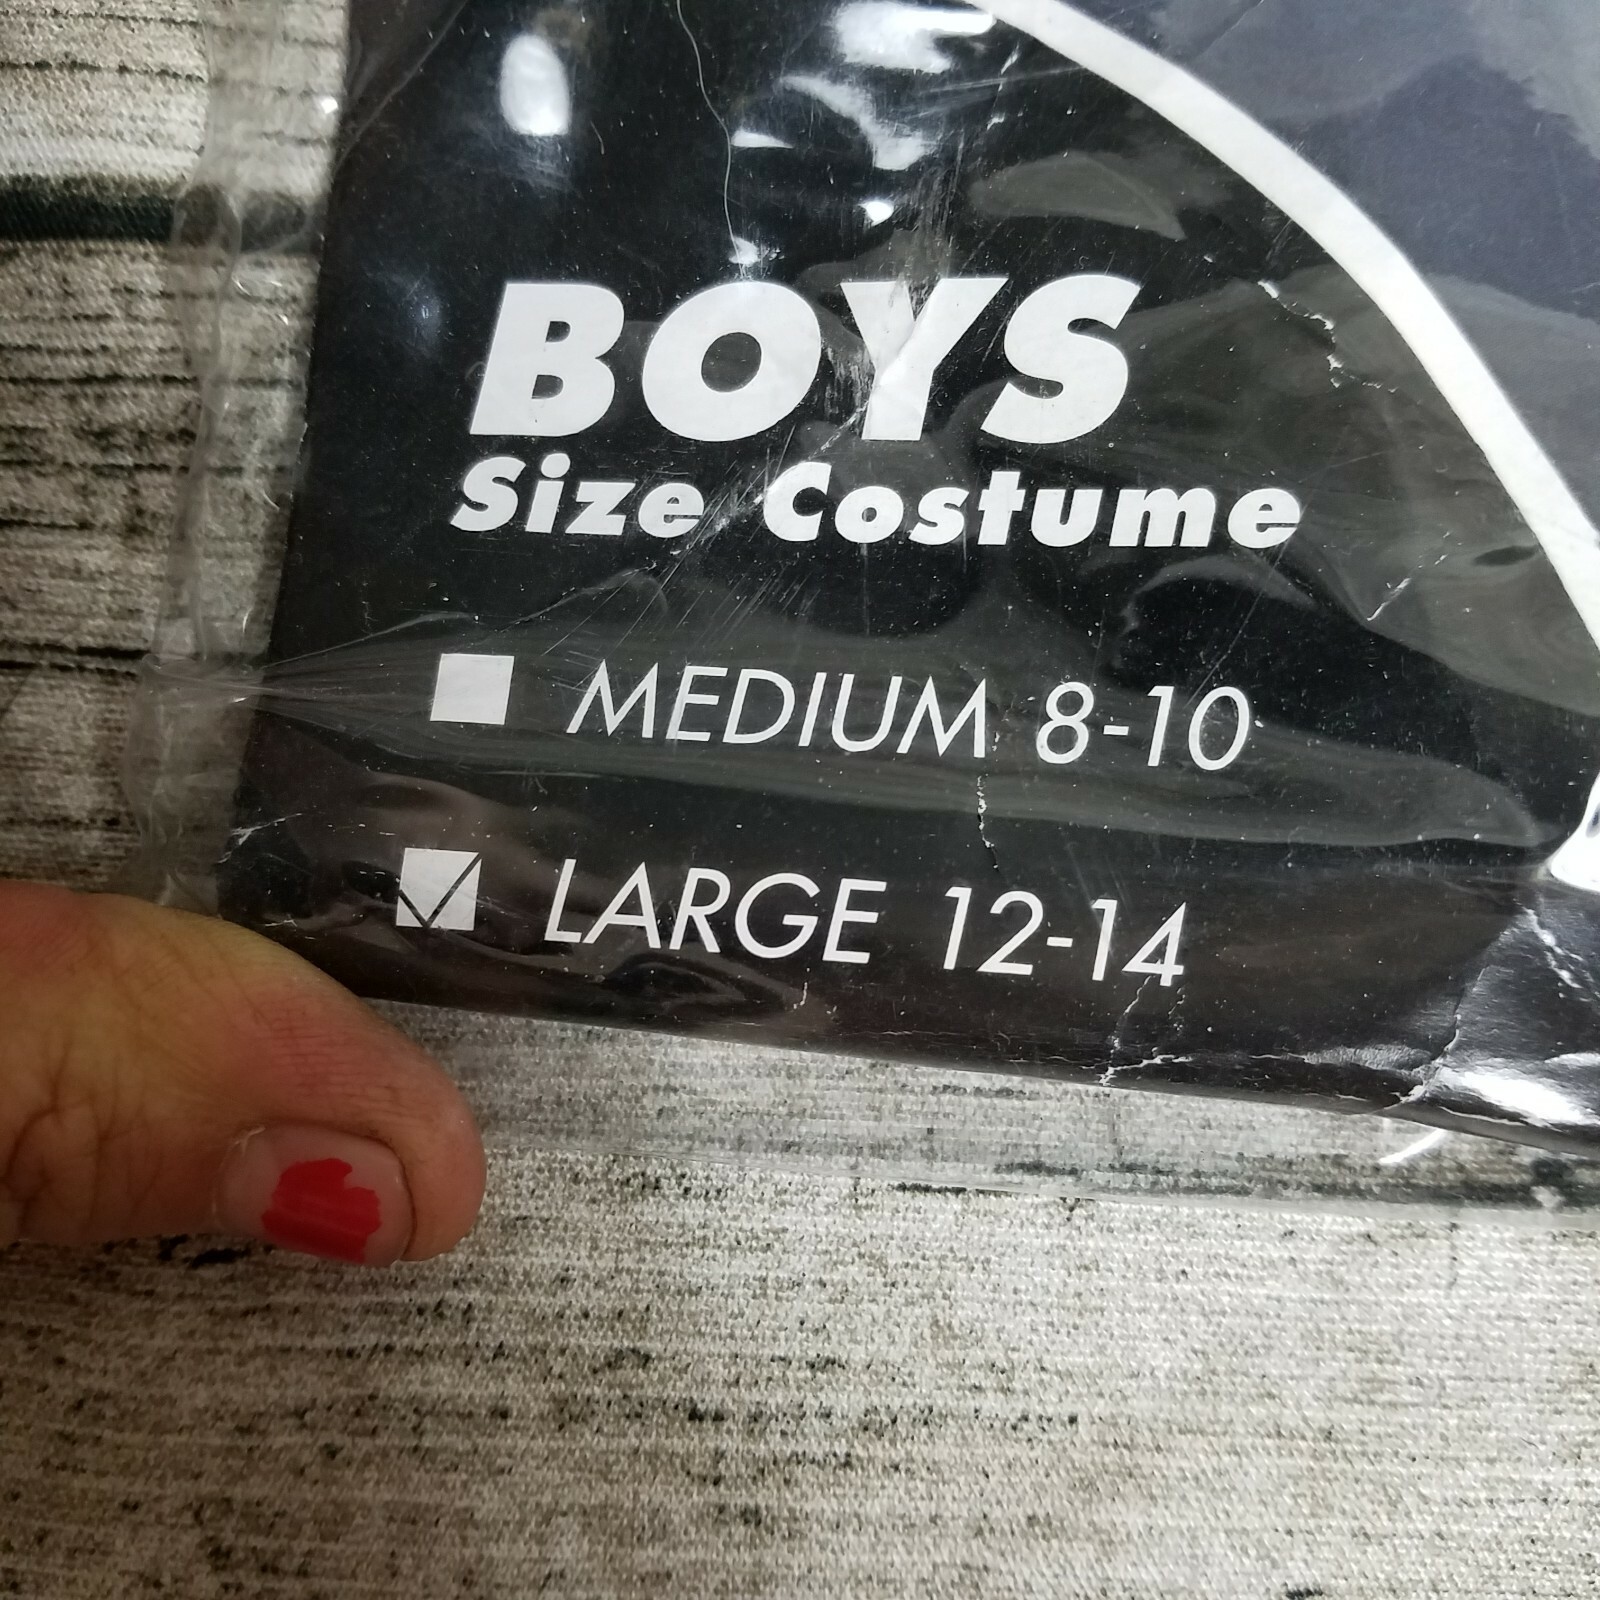 BOYS
Size Costume
MEDIUM 8-10
LARGE 12-14